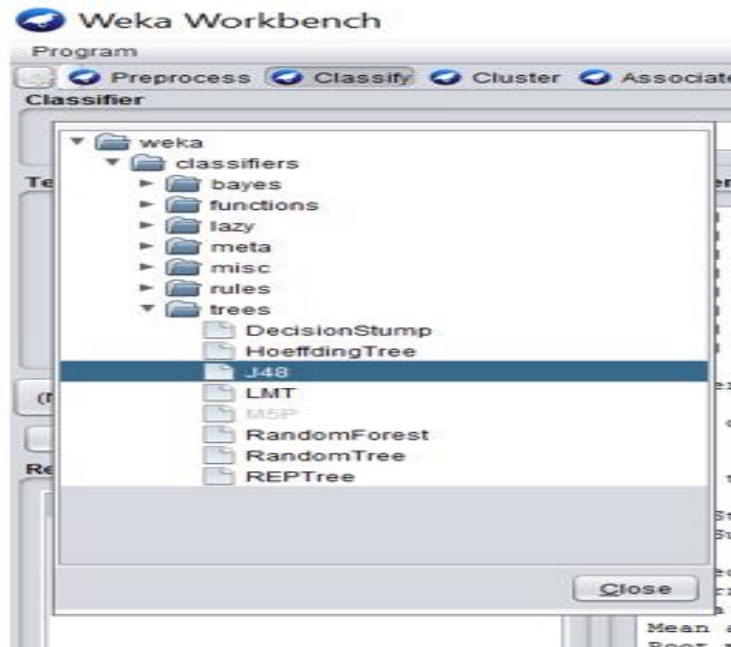 Weka Workbench
Program
Preprocess Classify Cluster Associate
Classifier
weka
classifiers
bayes
functions
lazy
meta
misc
rules
trees
DecisionStump
HoeffdingTree
J48
LMT
M5P
RandomForest
RandomTree
REPTree
Close
Mean